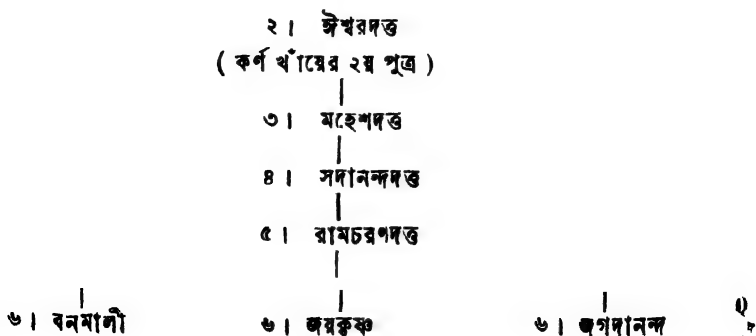 ২। ঈশ্বরদত্ত
( কর্ণ খাঁয়ের ২য় পুত্র )
৩। মহেশদত্ত
৪। সদানন্দদত্ত
৫। রামচরণদত্ত
৬। বনমালী ৬। জয়কৃষ্ণ ৬। জগদানন্দ